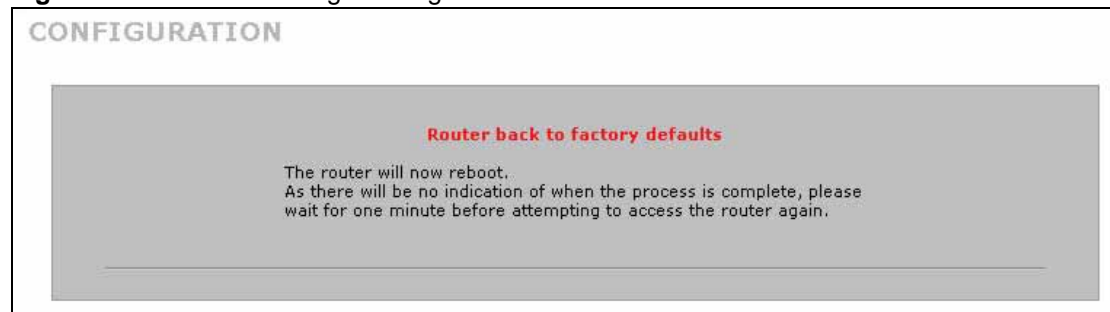 CONFIGURATION
Router back to factory defaults
The router will now reboot.
As there will be no indication of when the process is complete, please
wait for one minute before attempting to access the router again.